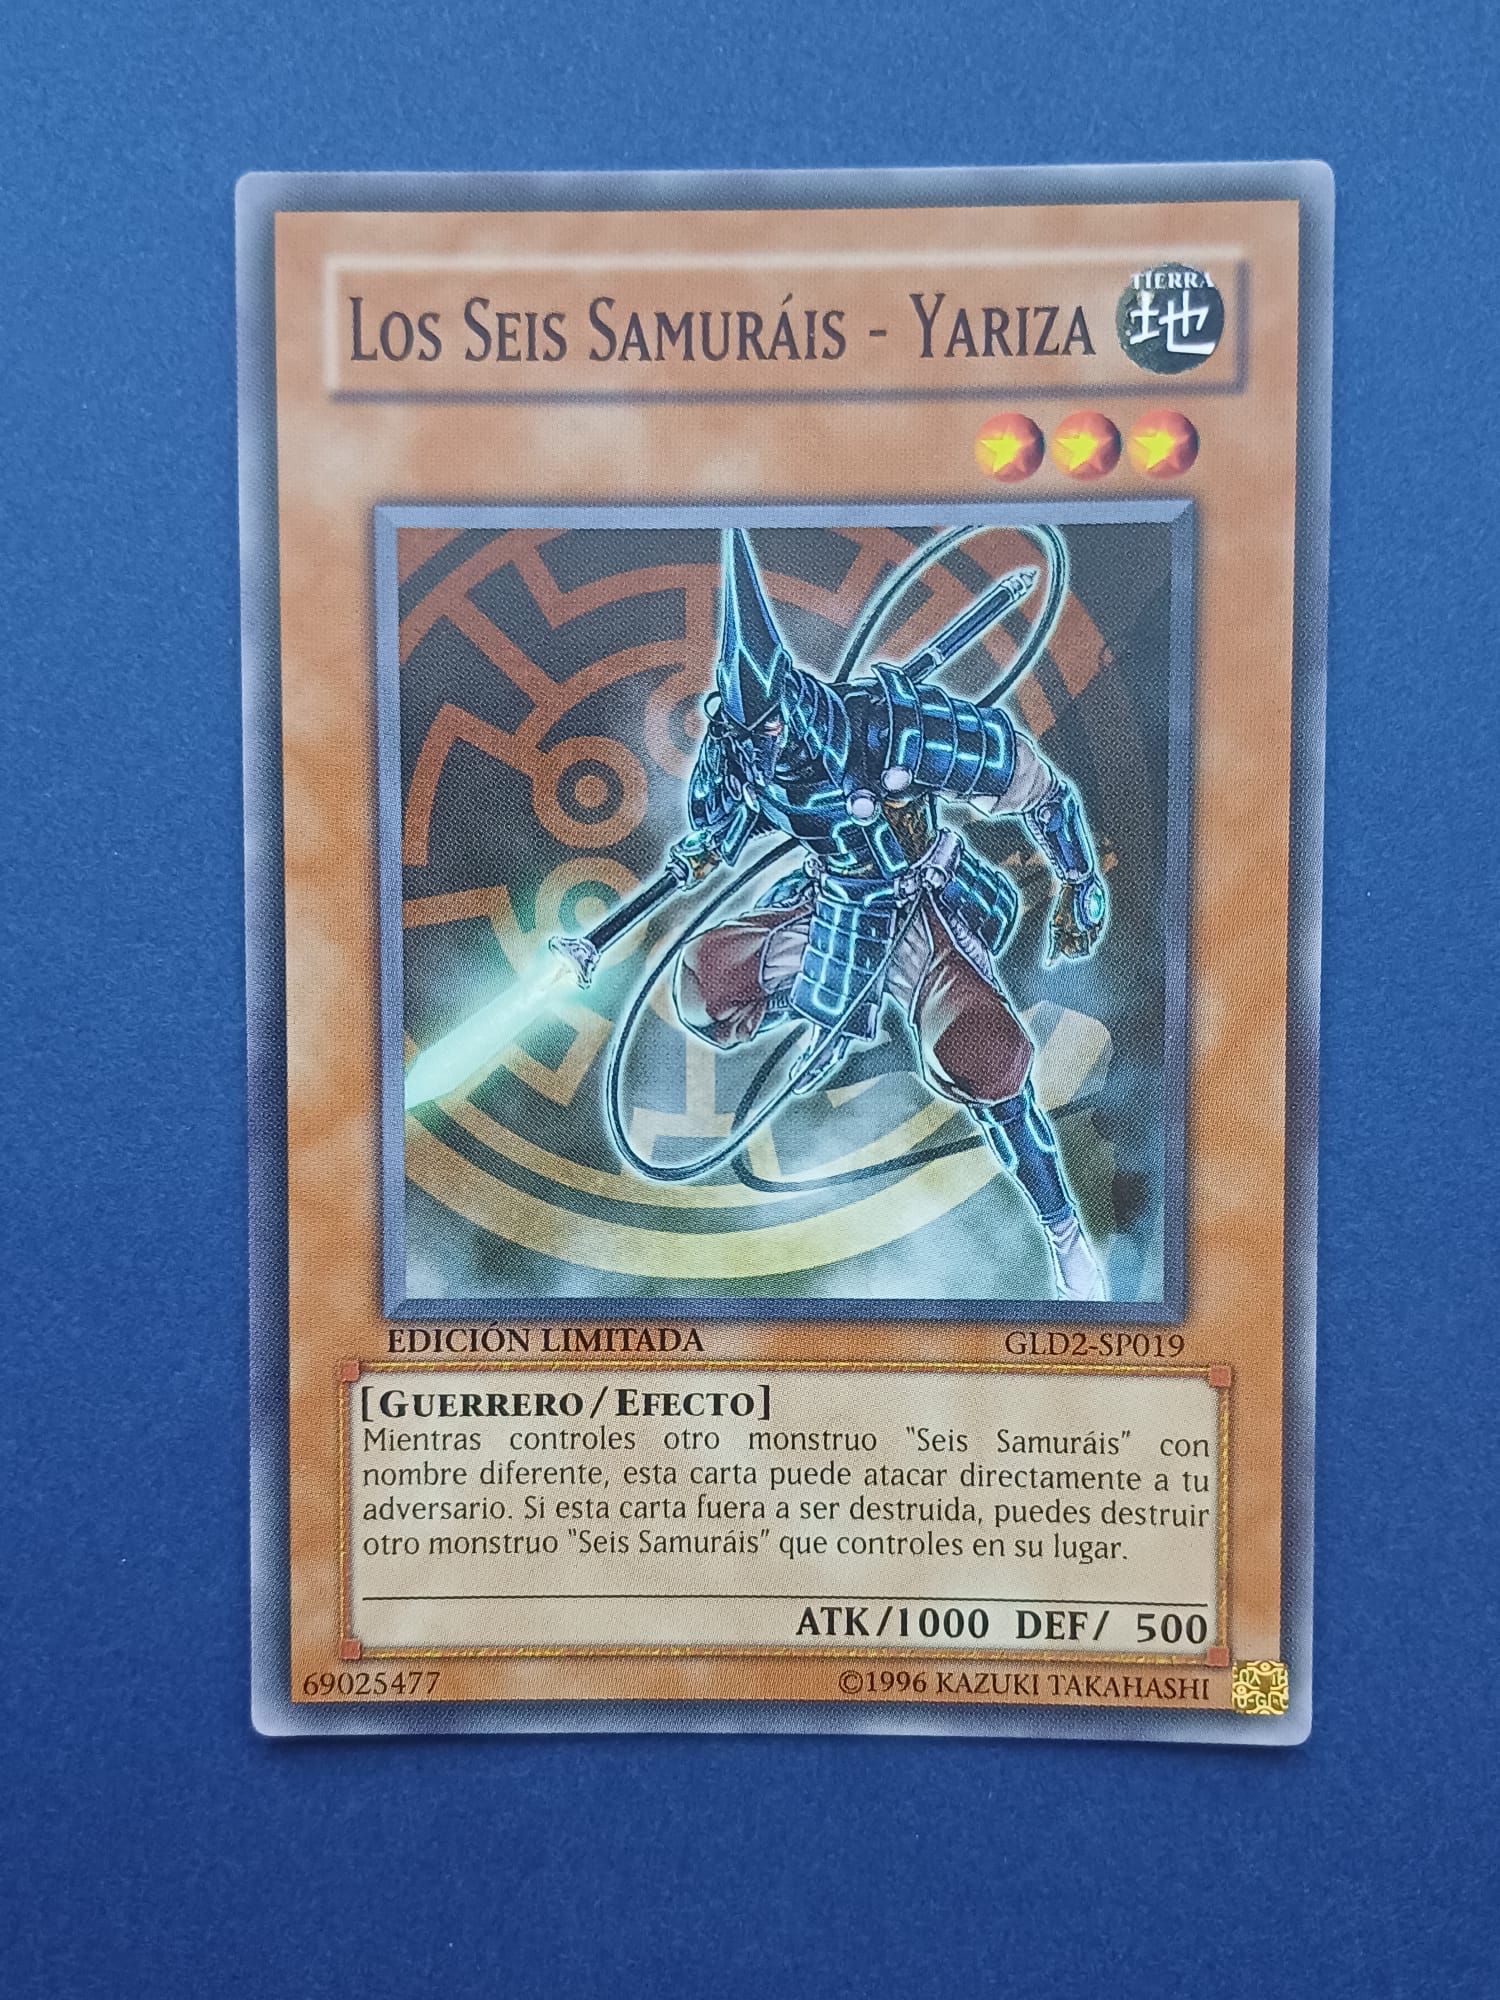 LOS SEIS SAMURÁIS - YARIZA
TIERRA
地
EDICIÓN LIMITADA
GLD2-SP019
[GUERRERO/EFECTO]
Mientras controles otro monstruo "Seis Samuráis" con
nombre diferente, esta carta puede atacar directamente a tu
adversario. Si esta carta fuera a ser destruida, puedes destruir
otro monstruo "Seis Samuráis" que controles en su lugar.
ATK/1000 DEF/ 500
69025477
©1996 KAZUKI TAKAHASHI